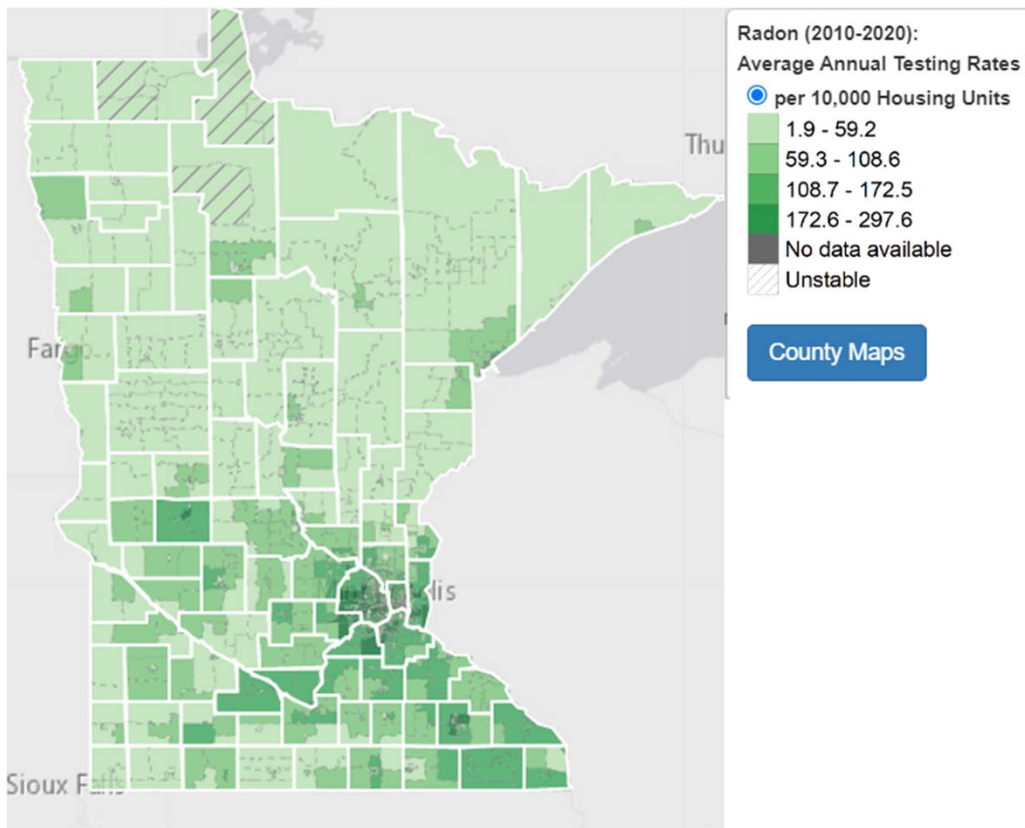 Radon (2010-2020):
Average Annual Testing Rates
per 10,000 Housing Units
1.9 - 59.2
59.3 - 108.6
108.7 - 172.5
172.6 - 297.6
No data available
Unstable
County Maps
Thu
Fargo
lis
Sioux Falls